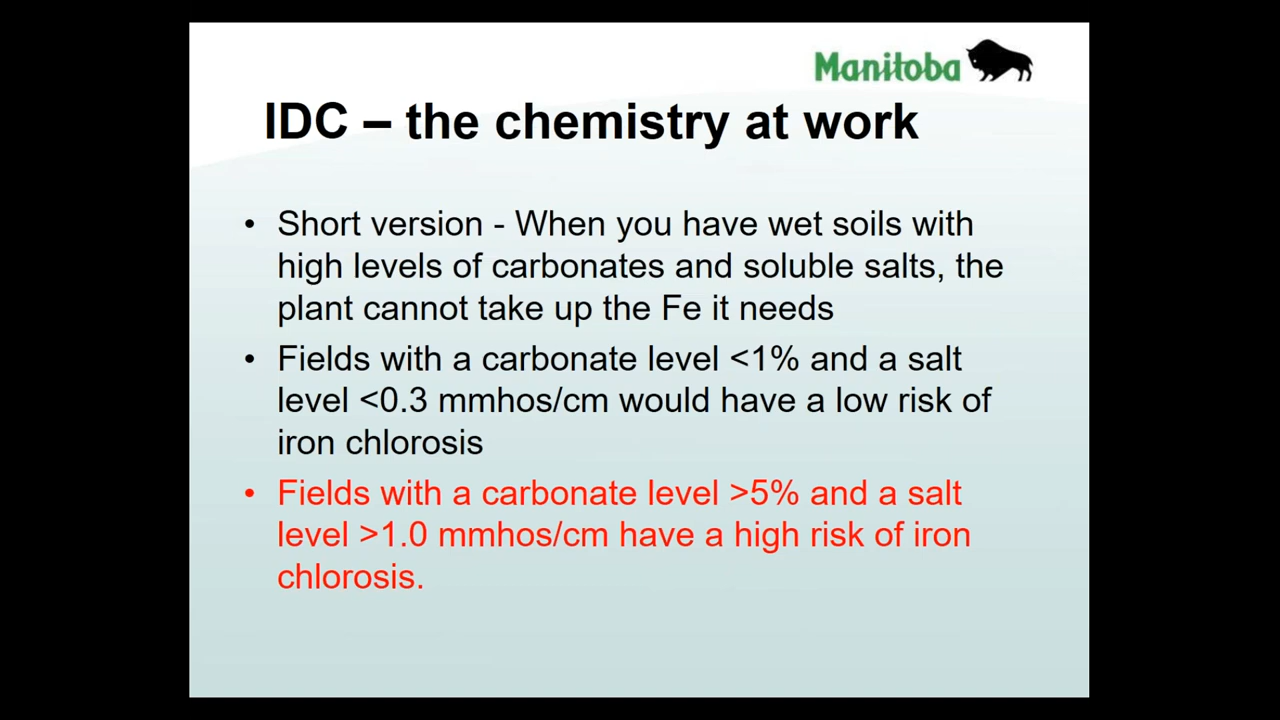 Manitoba
IDC – the chemistry at work
• Short version - When you have wet soils with
high levels of carbonates and soluble salts, the
plant cannot take up the Fe it needs
• Fields with a carbonate level <1% and a salt
level <0.3 mmhos/cm would have a low risk of
iron chlorosis
• Fields with a carbonate level >5% and a salt
level >1.0 mmhos/cm have a high risk of iron
chlorosis.